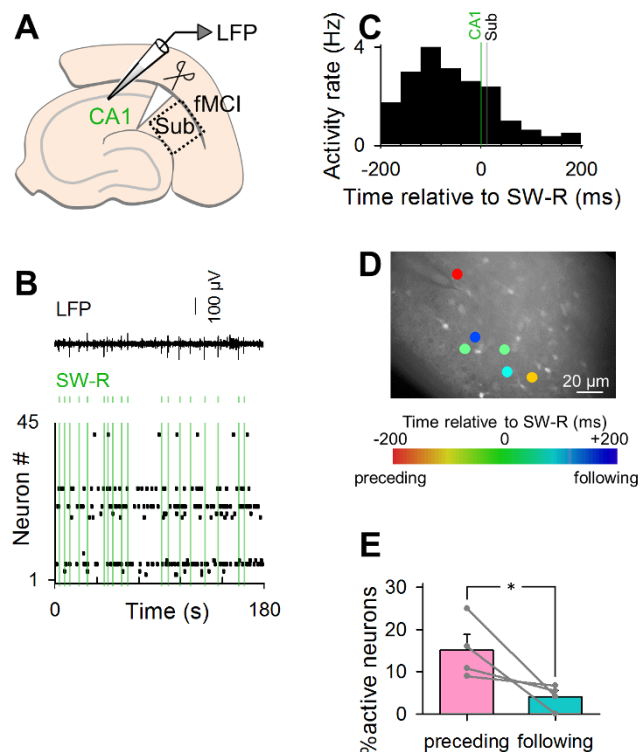 A
LFP
CA1
Sub
fMCI
B
LFP
100 µV
SW-R
45
Neuron #
1
0
Time (s)
180
C
CA1
Sub
4
Activity rate (Hz)
0
-200
0
200
Time relative to SW-R (ms)
D
20 µm
Time relative to SW-R (ms)
-200
0
+200
preceding
following
E
*
30
20
10
0
%active neurons
preceding
following